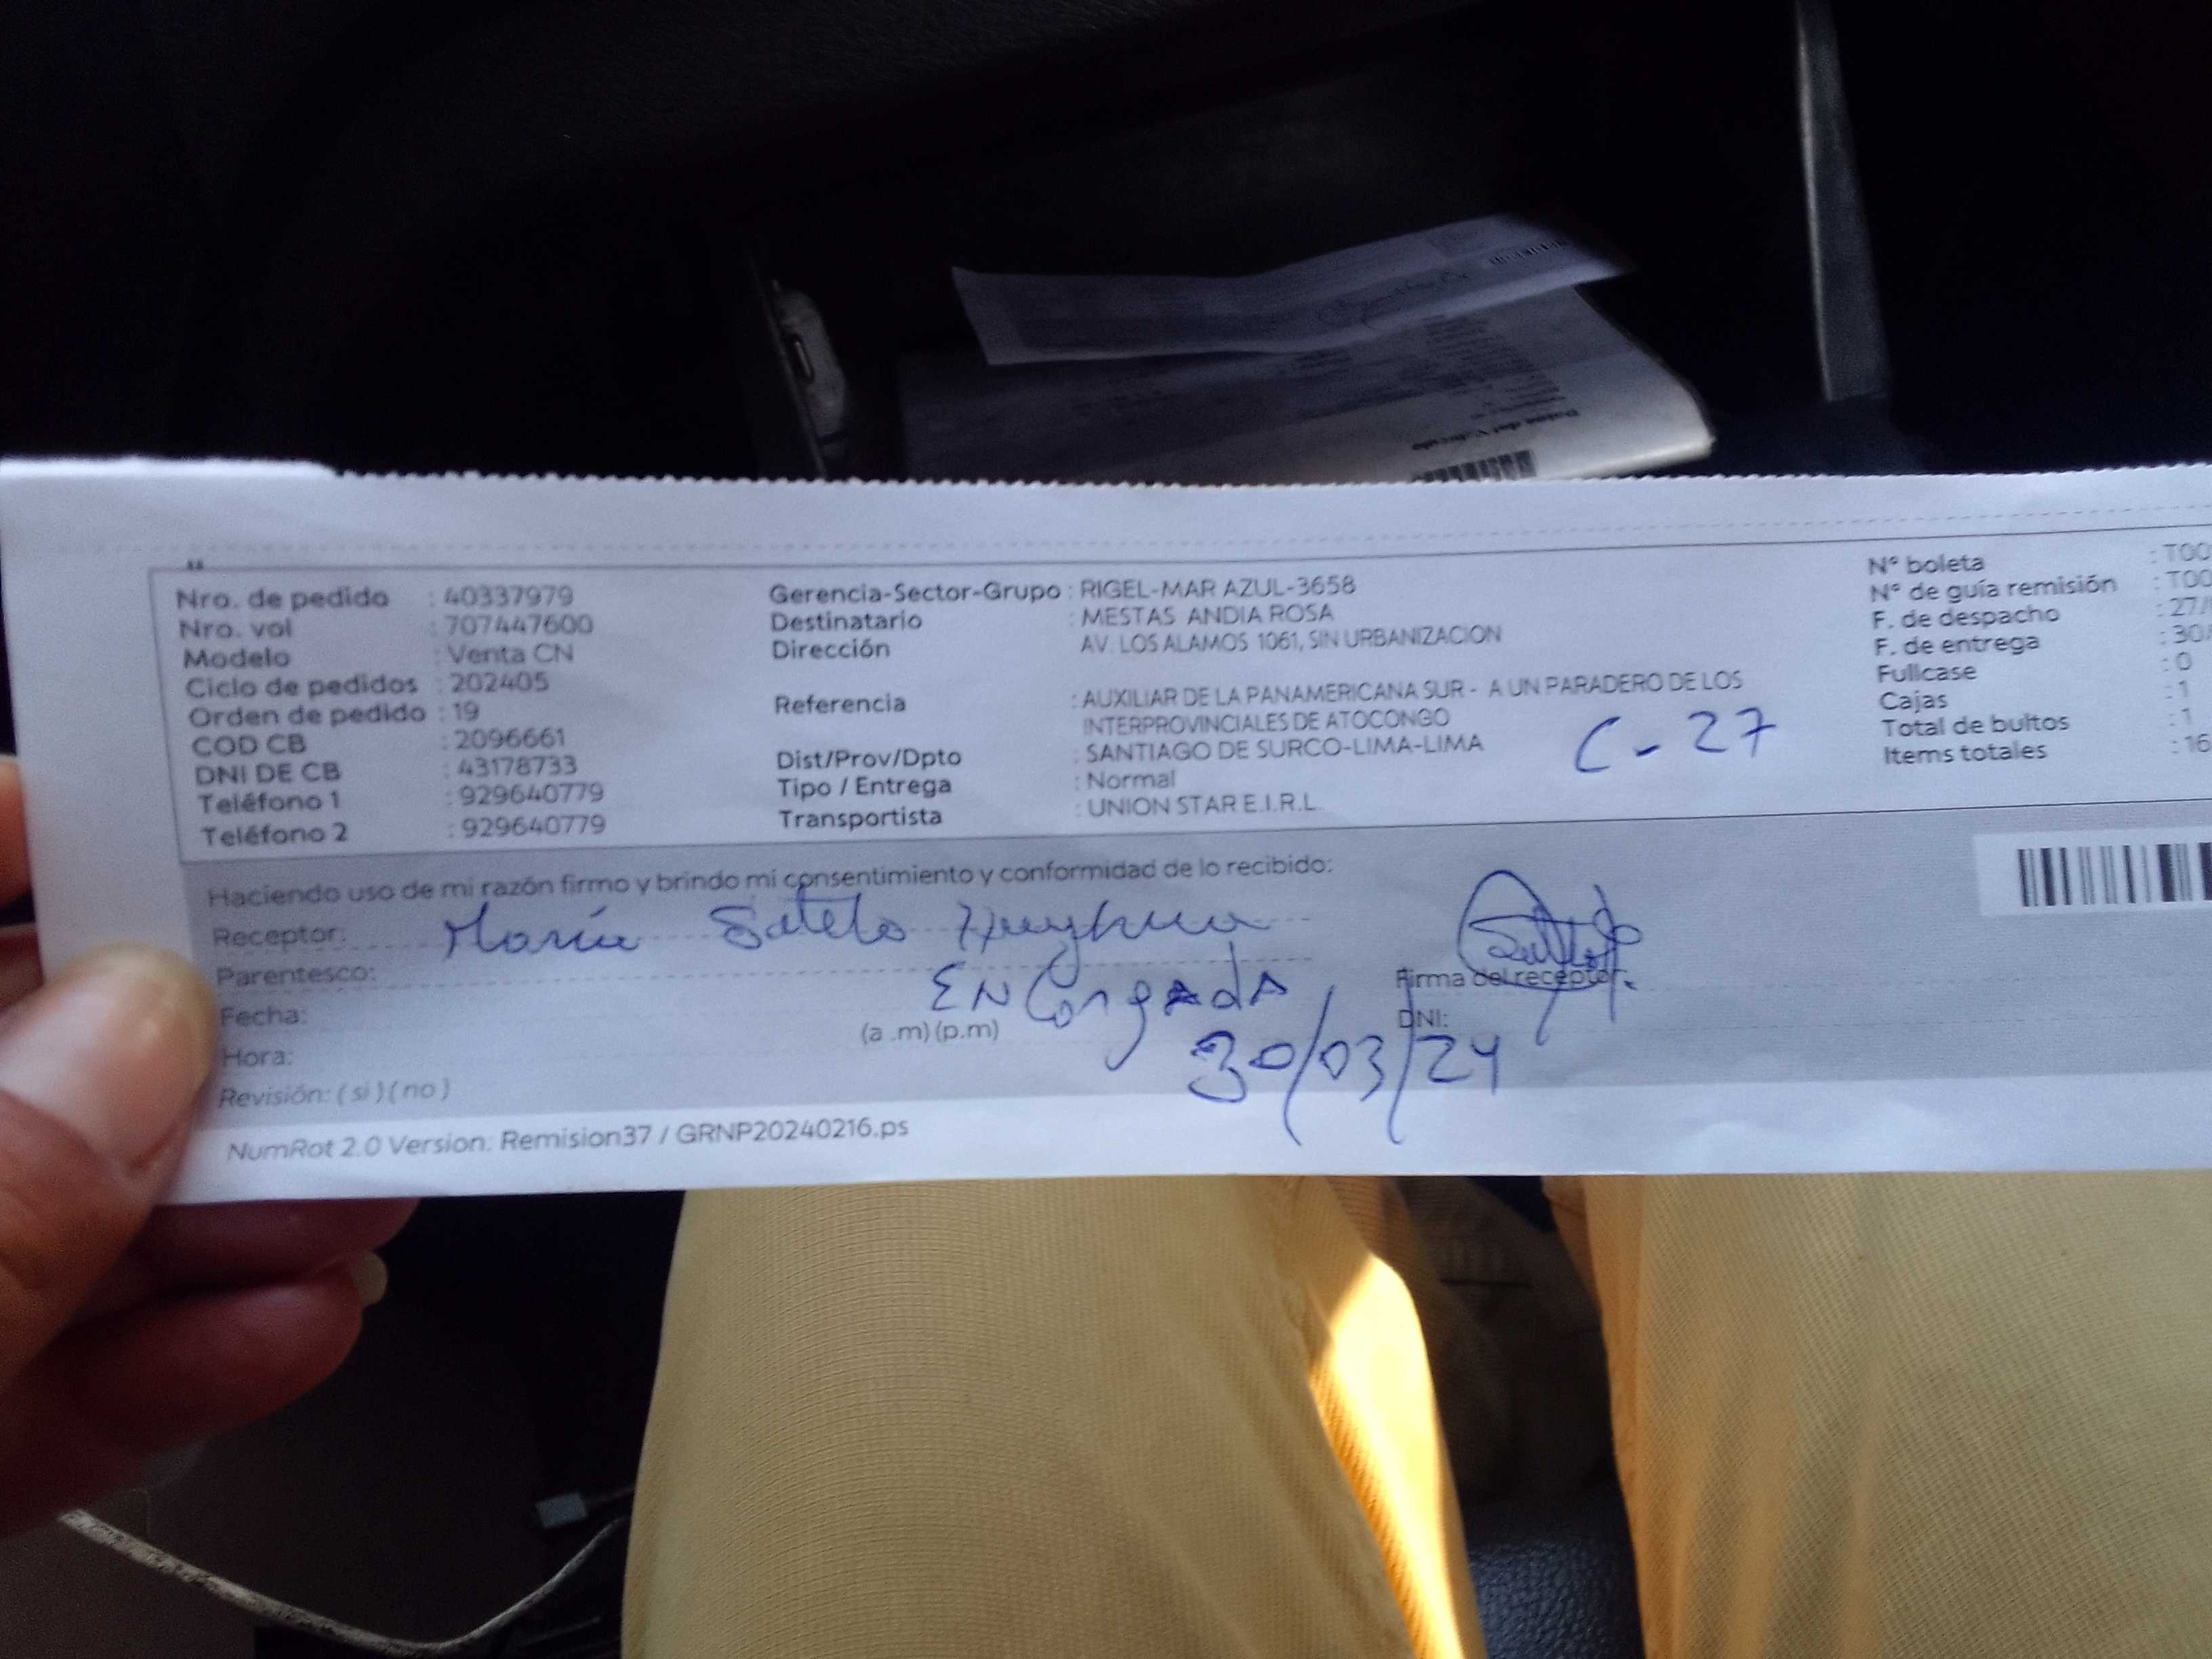 Nro. de pedido : 40337979
Nro. vol : 707447600
Modelo : Venta CN
Ciclo de pedidos : 202405
Orden de pedido : 19
COD CB : 2096661
DNI DE CB : 43178733
Teléfono 1 : 929640779
Teléfono 2 : 929640779
Gerencia-Sector-Grupo : RIGEL-MAR AZUL-3658
Destinatario : MESTAS ANDIA ROSA
Dirección AV. LOS ALAMOS 1061, SIN URBANIZACION
Referencia : AUXILIAR DE LA PANAMERICANA SUR - A UN PARADERO DE LOS
INTERPROVINCIALES DE ATOCONGO
Dist/Prov/Dpto : SANTIAGO DE SURCO-LIMA-LIMA
Tipo / Entrega : Normal
Transportista : UNION STAR E.I.R.L.
C - 27
N° boleta : T00
N° de guía remisión : T00
F. de despacho : 27/
F. de entrega : 30/
Fullcase : 0
Cajas : 1
Total de bultos : 1
Items totales : 16
Haciendo uso de mi razón firmo y brindo mi consentimiento y conformidad de lo recibido:
Receptor: María Sotelo
Parentesco: ENCargada
Fecha: 30/03/24
Hora: (a .m) (p.m)
Revisión: ( si ) ( no )
Firma del receptor:
DNI:
NumRot 2.0 Version: Remision37 / GRNP20240216.ps